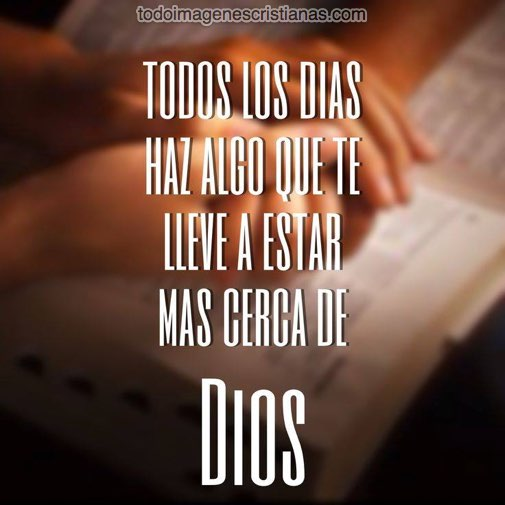 todoimagenescristianas.com
TODOS LOS DIAS
HAZ ALGO QUE TE
LLEVE A ESTAR
MAS CERCA DE
DIOS